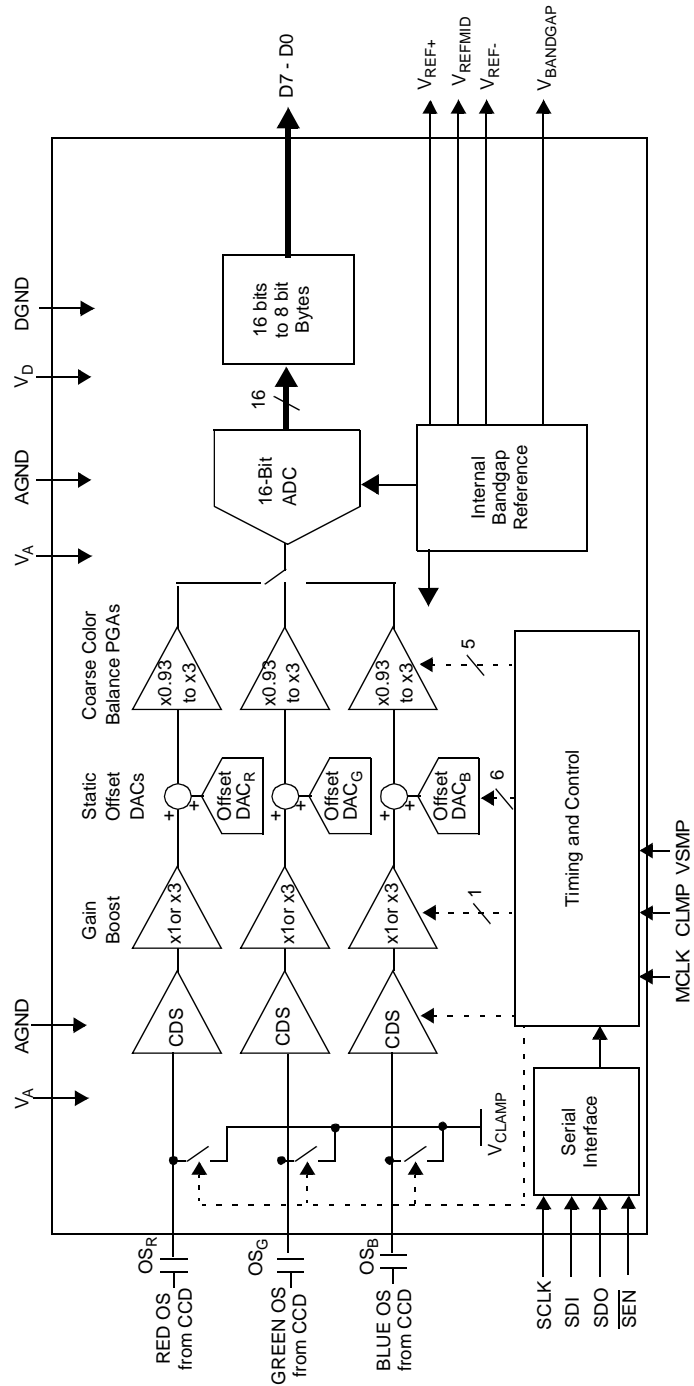 VA
AGND
VA
AGND
VD
DGND
Gain
Boost
Static
Offset
DACs
Coarse Color
Balance PGAs
OSR
RED OS
from CCD
CDS
x1or x3
+
+
Offset
DACR
x0.93
to x3
OSG
GREEN OS
from CCD
CDS
x1or x3
+
+
Offset
DACG
x0.93
to x3
16-Bit
ADC
16
16 bits
to 8 bit
Bytes
D7 - D0
OSB
BLUE OS
from CCD
CDS
x1or x3
+
+
Offset
DACB
x0.93
to x3
VCLAMP
1
6
5
Internal
Bandgap
Reference
VREF+
VREFMID
VREF-
VBANDGAP
SCLK
SDI
SDO
SEN
Serial
Interface
Timing and Control
MCLK CLMP VSMP